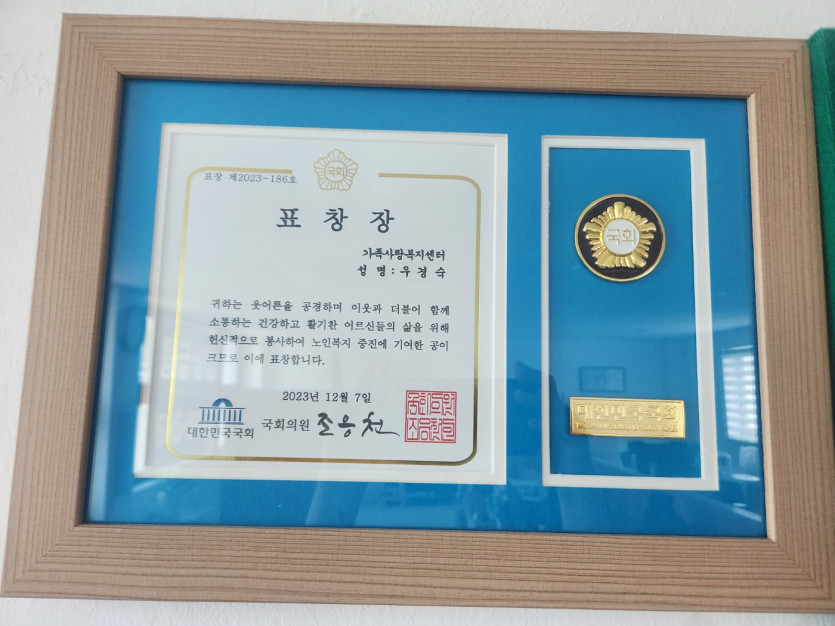 국회
표창 제2023-186호
표 창 장
가족사랑복지센터
성 명 : 우경숙
귀하는 웃어른을 공경하며 이웃과 더불어 함께
소통하는 건강하고 활기찬 어르신들의 삶을 위해
헌신적으로 봉사하여 노인복지 증진에 기여한 공이
크므로 이에 표창합니다.
2023년 12월 7일
대한민국국회
국회의원 조응천
국회
대한민국국회